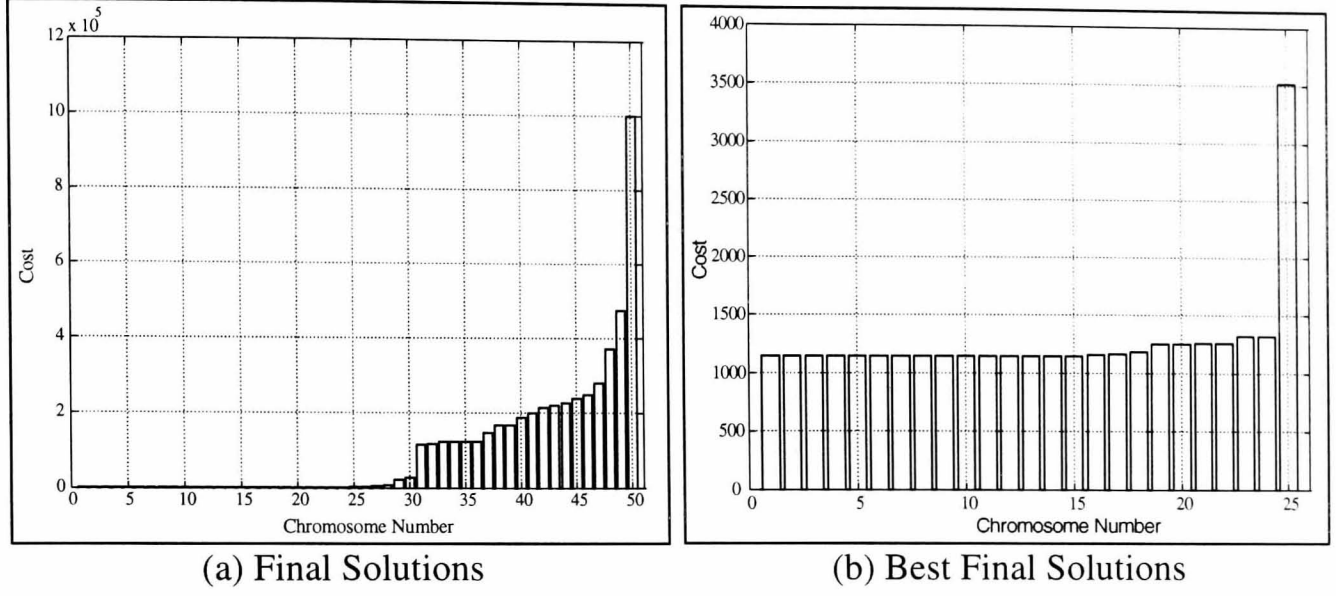 12 x 10^5
10
8
6
4
2
0
Cost
0 5 10 15 20 25 30 35 40 45 50
Chromosome Number
(a) Final Solutions
4000
3500
3000
2500
2000
1500
1000
500
0
Cost
0 5 10 15 20 25
Chromosome Number
(b) Best Final Solutions